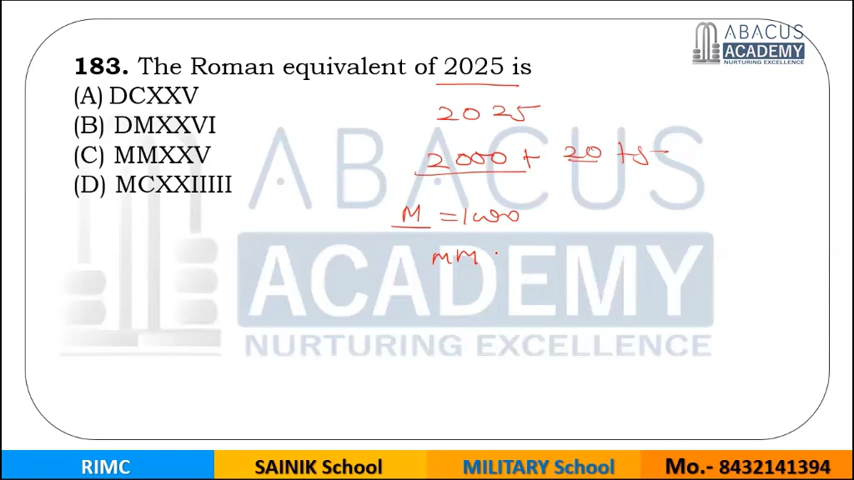 ABACUS
ACADEMY
NURTURING EXCELLENCE
183. The Roman equivalent of 2025 is
(A) DCXXV
(B) DMXXVI
(C) MMXXV
(D) MCXXIIIII
2025
2000 + 20 + 5
M = 1000
MM
ABACUS
ACADEMY
NURTURING EXCELLENCE
RIMC
SAINIK School
MILITARY School
Mo.- 8432141394